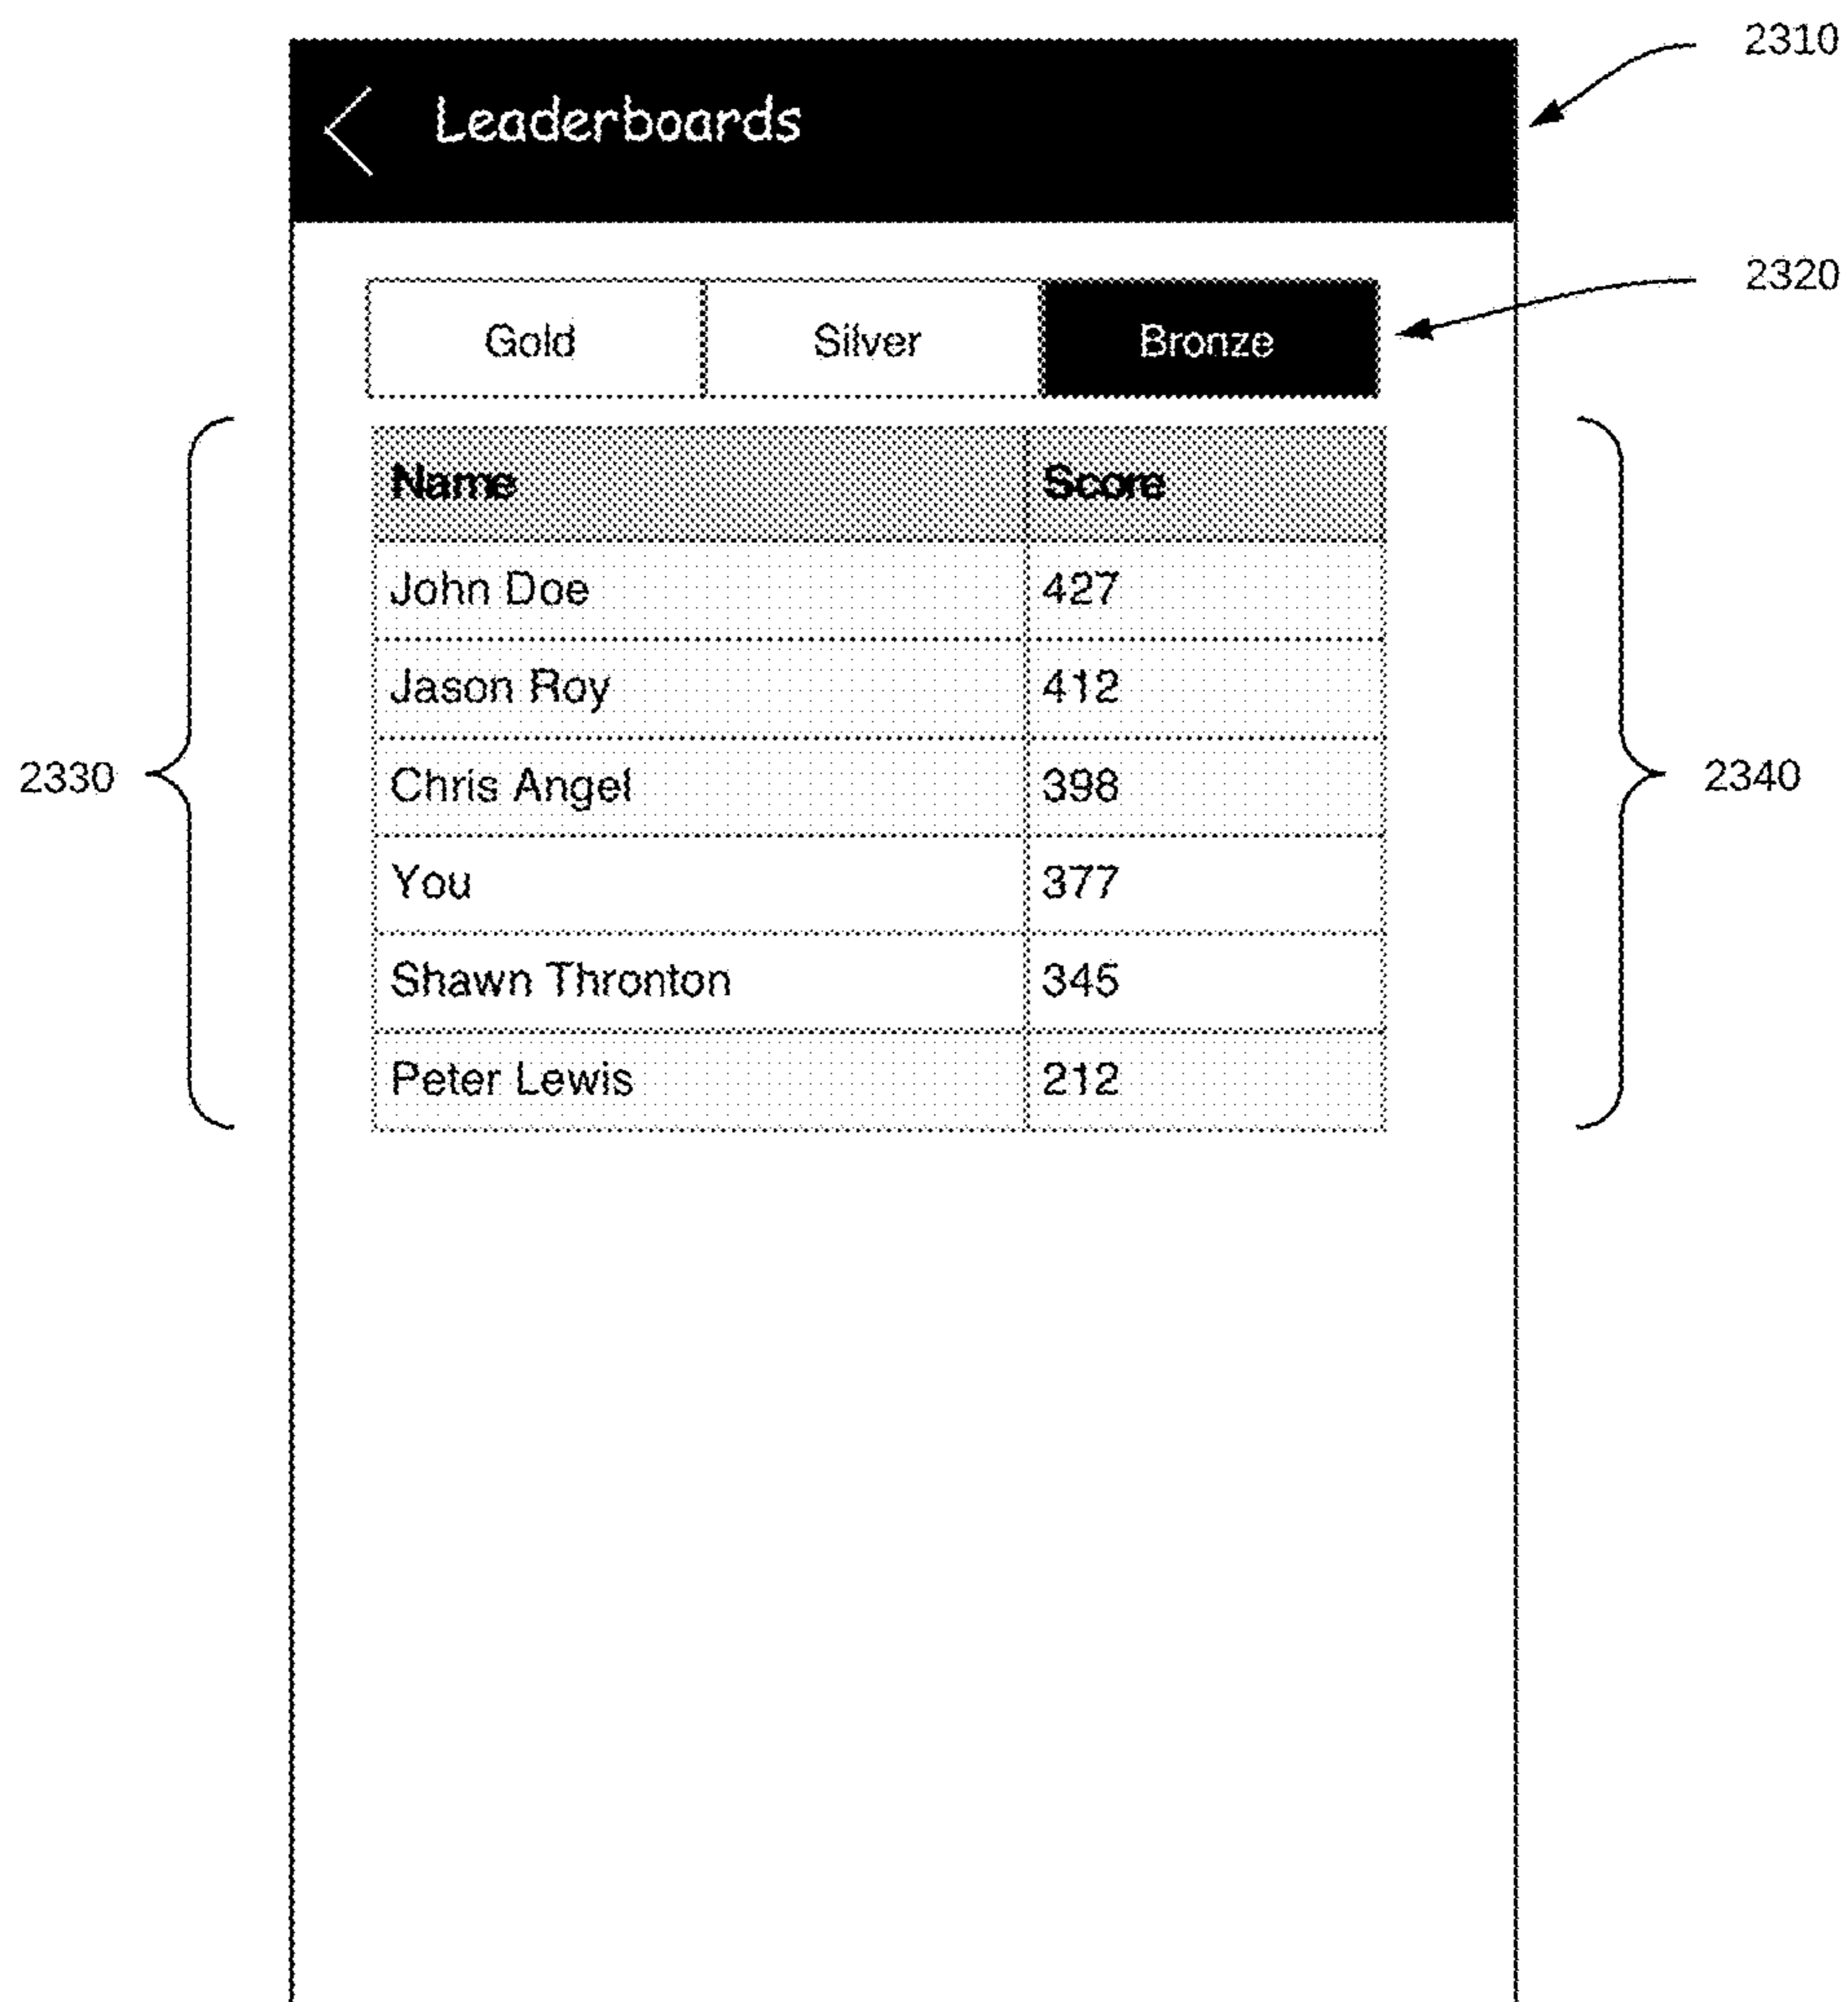 2310
Leaderboards
2320
Gold Silver Bronze
Name Score
John Doe 427
Jason Roy 412
2330 Chris Angel 398 2340
You 377
Shawn Thronton 345
Peter Lewis 212